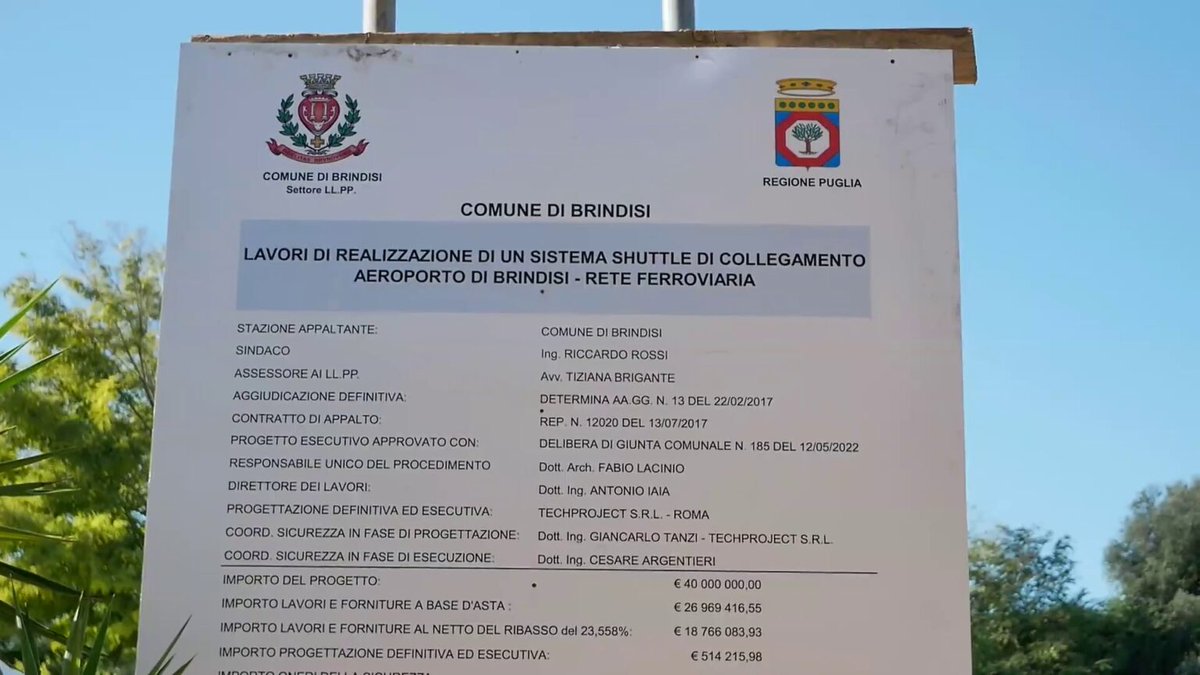 COMUNE DI BRINDISI
Settore LL.PP.
REGIONE PUGLIA
COMUNE DI BRINDISI
LAVORI DI REALIZZAZIONE DI UN SISTEMA SHUTTLE DI COLLEGAMENTO
AEROPORTO DI BRINDISI - RETE FERROVIARIA
STAZIONE APPALTANTE: COMUNE DI BRINDISI
SINDACO Ing. RICCARDO ROSSI
ASSESSORE AI LL.PP. Avv. TIZIANA BRIGANTE
AGGIUDICAZIONE DEFINITIVA: DETERMINA AA.GG. N. 13 DEL 22/02/2017
CONTRATTO DI APPALTO: REP. N. 12020 DEL 13/07/2017
PROGETTO ESECUTIVO APPROVATO CON: DELIBERA DI GIUNTA COMUNALE N. 185 DEL 12/05/2022
RESPONSABILE UNICO DEL PROCEDIMENTO Dott. Arch. FABIO LACINIO
DIRETTORE DEI LAVORI: Dott. Ing. ANTONIO IAIA
PROGETTAZIONE DEFINITIVA ED ESECUTIVA: TECHPROJECT S.R.L. - ROMA
COORD. SICUREZZA IN FASE DI PROGETTAZIONE: Dott. Ing. GIANCARLO TANZI - TECHPROJECT S.R.L.
COORD. SICUREZZA IN FASE DI ESECUZIONE: Dott. Ing. CESARE ARGENTIERI
IMPORTO DEL PROGETTO: € 40 000 000,00
IMPORTO LAVORI E FORNITURE A BASE D'ASTA : € 26 969 416,55
IMPORTO LAVORI E FORNITURE AL NETTO DEL RIBASSO del 23,558%: € 18 766 083,93
IMPORTO PROGETTAZIONE DEFINITIVA ED ESECUTIVA: € 514 215,98
IMPORTO ONERI DELLA SICUREZZA